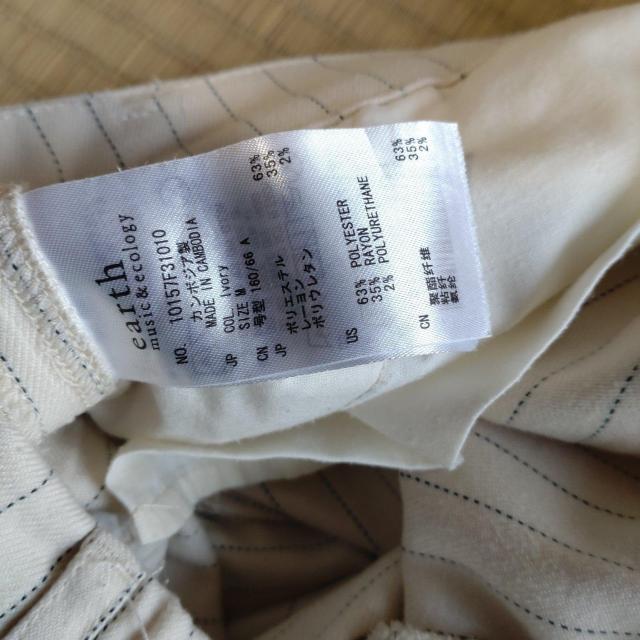 earth
music & ecology
NO. 10157F31010
カンボジア製
MADE IN CAMBODIA
COL. Ivory
JP SIZE M
CN 号型 160/66 A
JP ポリエステル 63%
レーヨン 35%
ポリウレタン 2%
US 63% POLYESTER
35% RAYON
2% POLYURETHANE
CN 聚酯纤维 63%
粘纤 35%
氨纶 2%